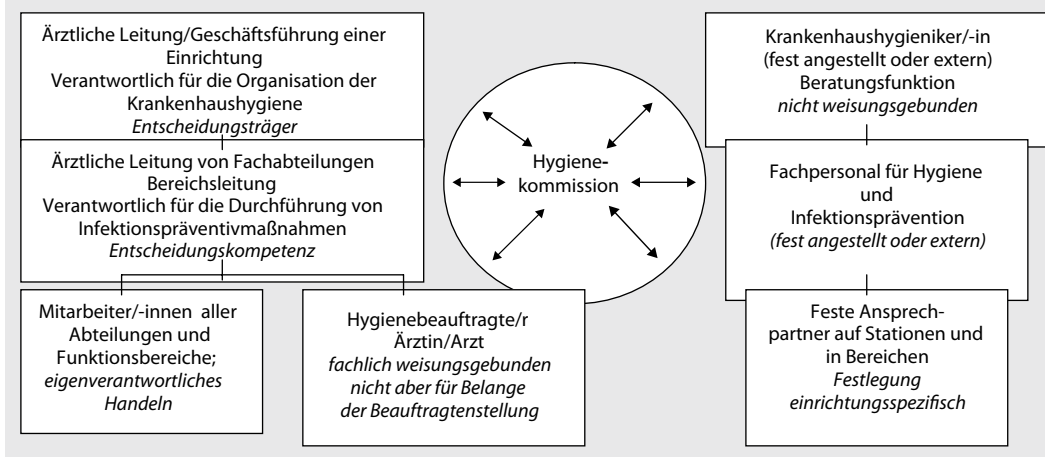 Ärztliche Leitung/Geschäftsführung einer
Einrichtung
Verantwortlich für die Organisation der
Krankenhaushygiene
Entscheidungsträger
Ärztliche Leitung von Fachabteilungen
Bereichsleitung
Verantwortlich für die Durchführung von
Infektionspräventivmaßnahmen
Entscheidungskompetenz
Mitarbeiter/-innen aller
Abteilungen und
Funktionsbereiche;
eigenverantwortliches
Handeln
Hygienebeauftragte/r
Ärztin/Arzt
fachlich weisungsgebunden
nicht aber für Belange
der Beauftragtenstellung
Hygiene-
kommission
Krankenhaushygieniker/-in
(fest angestellt oder extern)
Beratungsfunktion
nicht weisungsgebunden
Fachpersonal für Hygiene
und
Infektionsprävention
(fest angestellt oder extern)
Feste Ansprech-
partner auf Stationen und
in Bereichen
Festlegung
einrichtungsspezifisch